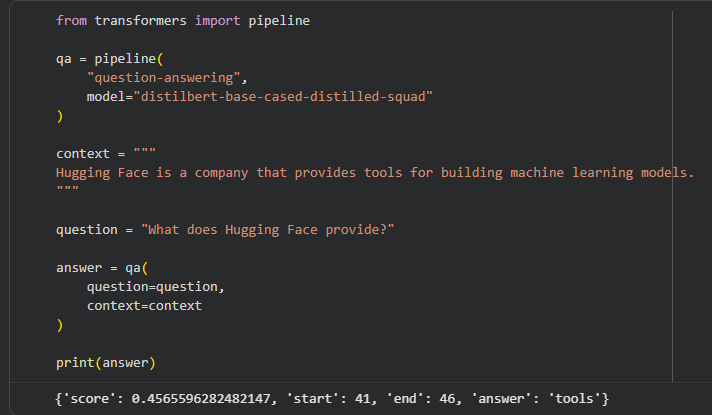 from transformers import pipeline
qa = pipeline(
"question-answering",
model="distilbert-base-cased-distilled-squad"
)
context = """
Hugging Face is a company that provides tools for building machine learning models.
"""
question = "What does Hugging Face provide?"
answer = qa(
question=question,
context=context
)
print(answer)
{'score': 0.4565596282482147, 'start': 41, 'end': 46, 'answer': 'tools'}